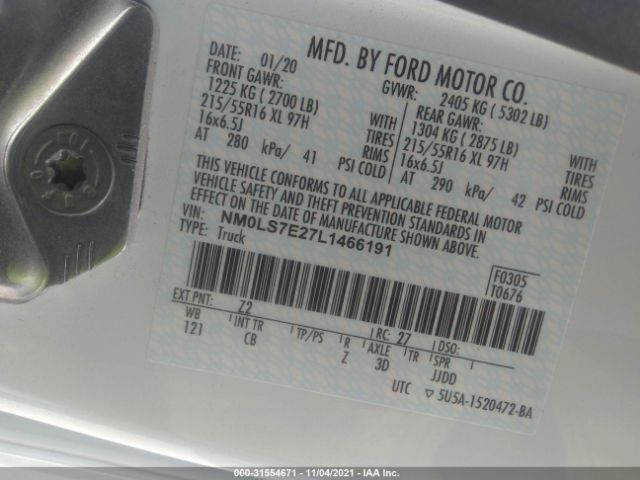 MFD. BY FORD MOTOR CO.
DATE: 01/20 GVWR: 2405 KG ( 5302 LB)
FRONT GAWR: REAR GAWR:
1225 KG ( 2700 LB) WITH 1304 KG ( 2875 LB) WITH
215/55R16 XL 97H TIRES 215/55R16 XL 97H TIRES
16x6.5J RIMS 16x6.5J RIMS
AT 280 kPa/ 41 PSI COLD AT 290 kPa/ 42 PSI COLD
THIS VEHICLE CONFORMS TO ALL APPLICABLE FEDERAL MOTOR
VEHICLE SAFETY AND THEFT PREVENTION STANDARDS IN
EFFECT ON THE DATE OF MANUFACTURE SHOWN ABOVE.
VIN: NM0LS7E27L1466191
TYPE: Truck
F0305
T0676
EXT PNT: Z2 RC: 27 DSO:
WB INT TR TP/PS R AXLE TR SPR
121 CB Z 3D JJDD
UTC ▽ 5U5A-1520472-BA
000-31554671 - 11/04/2021 - IAA Inc.